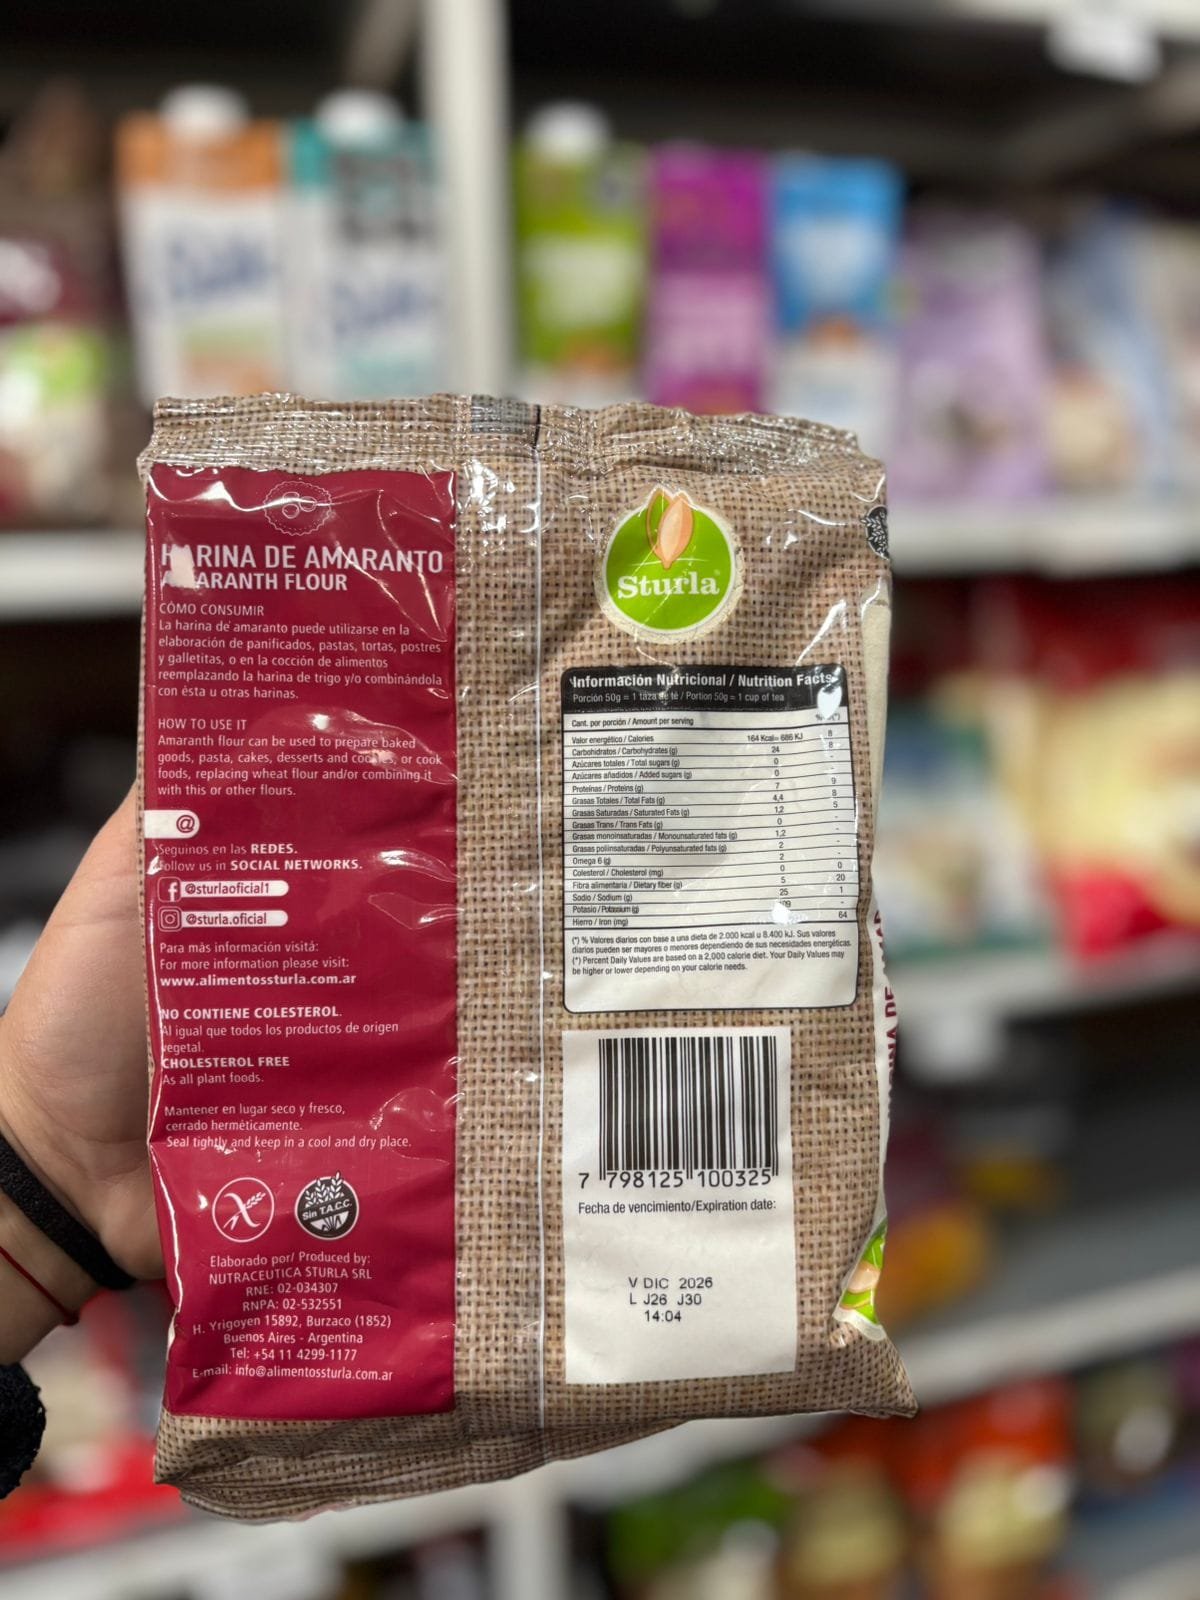 HARINA DE AMARANTO
AMARANTH FLOUR
CÓMO CONSUMIR
La harina de amaranto puede utilizarse en la
elaboración de panificados, pastas, tortas, postres
y galletitas, o en la cocción de alimentos
reemplazando la harina de trigo y/o combinándola
con ésta u otras harinas.
HOW TO USE IT
Amaranth flour can be used to prepare baked
goods, pasta, cakes, desserts and cookies, or cook
foods, replacing wheat flour and/or combining it
with this or other flours.
@
Seguinos en las REDES.
Follow us in SOCIAL NETWORKS.
f @sturlaoficial1
@sturla.oficial
Para más información visitá:
For more information please visit:
www.alimentossturla.com.ar
NO CONTIENE COLESTEROL.
Al igual que todos los productos de origen
vegetal.
CHOLESTEROL FREE
As all plant foods.
Mantener en lugar seco y fresco,
cerrado herméticamente.
Seal tightly and keep in a cool and dry place.
Sin T.A.C.C.
Elaborado por/ Produced by:
NUTRACEUTICA STURLA SRL
RNE: 02-034307
RNPA: 02-532551
H. Yrigoyen 15892, Burzaco (1852)
Buenos Aires - Argentina
Tel: +54 11 4299-1177
E-mail: info@alimentossturla.com.ar
Sturla
Información Nutricional / Nutrition Facts
Porción 50g = 1 taza de té / Portion 50g = 1 cup of tea
Cant. por porción / Amount per serving
Valor energético / Calories 164 Kcal= 686 KJ 8
Carbohidratos / Carbohydrates (g) 24 8
Azúcares totales / Total sugars (g) 0 -
Azúcares añadidos / Added sugars (g) 0 -
Proteínas / Proteins (g) 7 9
Grasas Totales / Total Fats (g) 4,4 8
Grasas Saturadas / Saturated Fats (g) 1,2 5
Grasas Trans / Trans Fats (g) 0 -
Grasas monoinsaturadas / Monounsaturated fats (g) 1,2 -
Grasas poliinsaturadas / Polyunsaturated fats (g) 2 -
Omega 6 (g) 2 -
Colesterol / Cholesterol (mg) 0 0
Fibra alimentaria / Dietary fiber (g) 5 20
Sodio / Sodium (g) 25 1
Potasio / Potassium (g) -
Hierro / Iron (mg) 64
(*) % Valores diarios con base a una dieta de 2.000 kcal u 8.400 kJ. Sus valores
diarios pueden ser mayores o menores dependiendo de sus necesidades energéticas.
(*) Percent Daily Values are based on a 2,000 calorie diet. Your Daily Values may
be higher or lower depending on your calorie needs.
7 798125 100325
Fecha de vencimiento/Expiration date:
V DIC 2026
L J26 J30
14:04